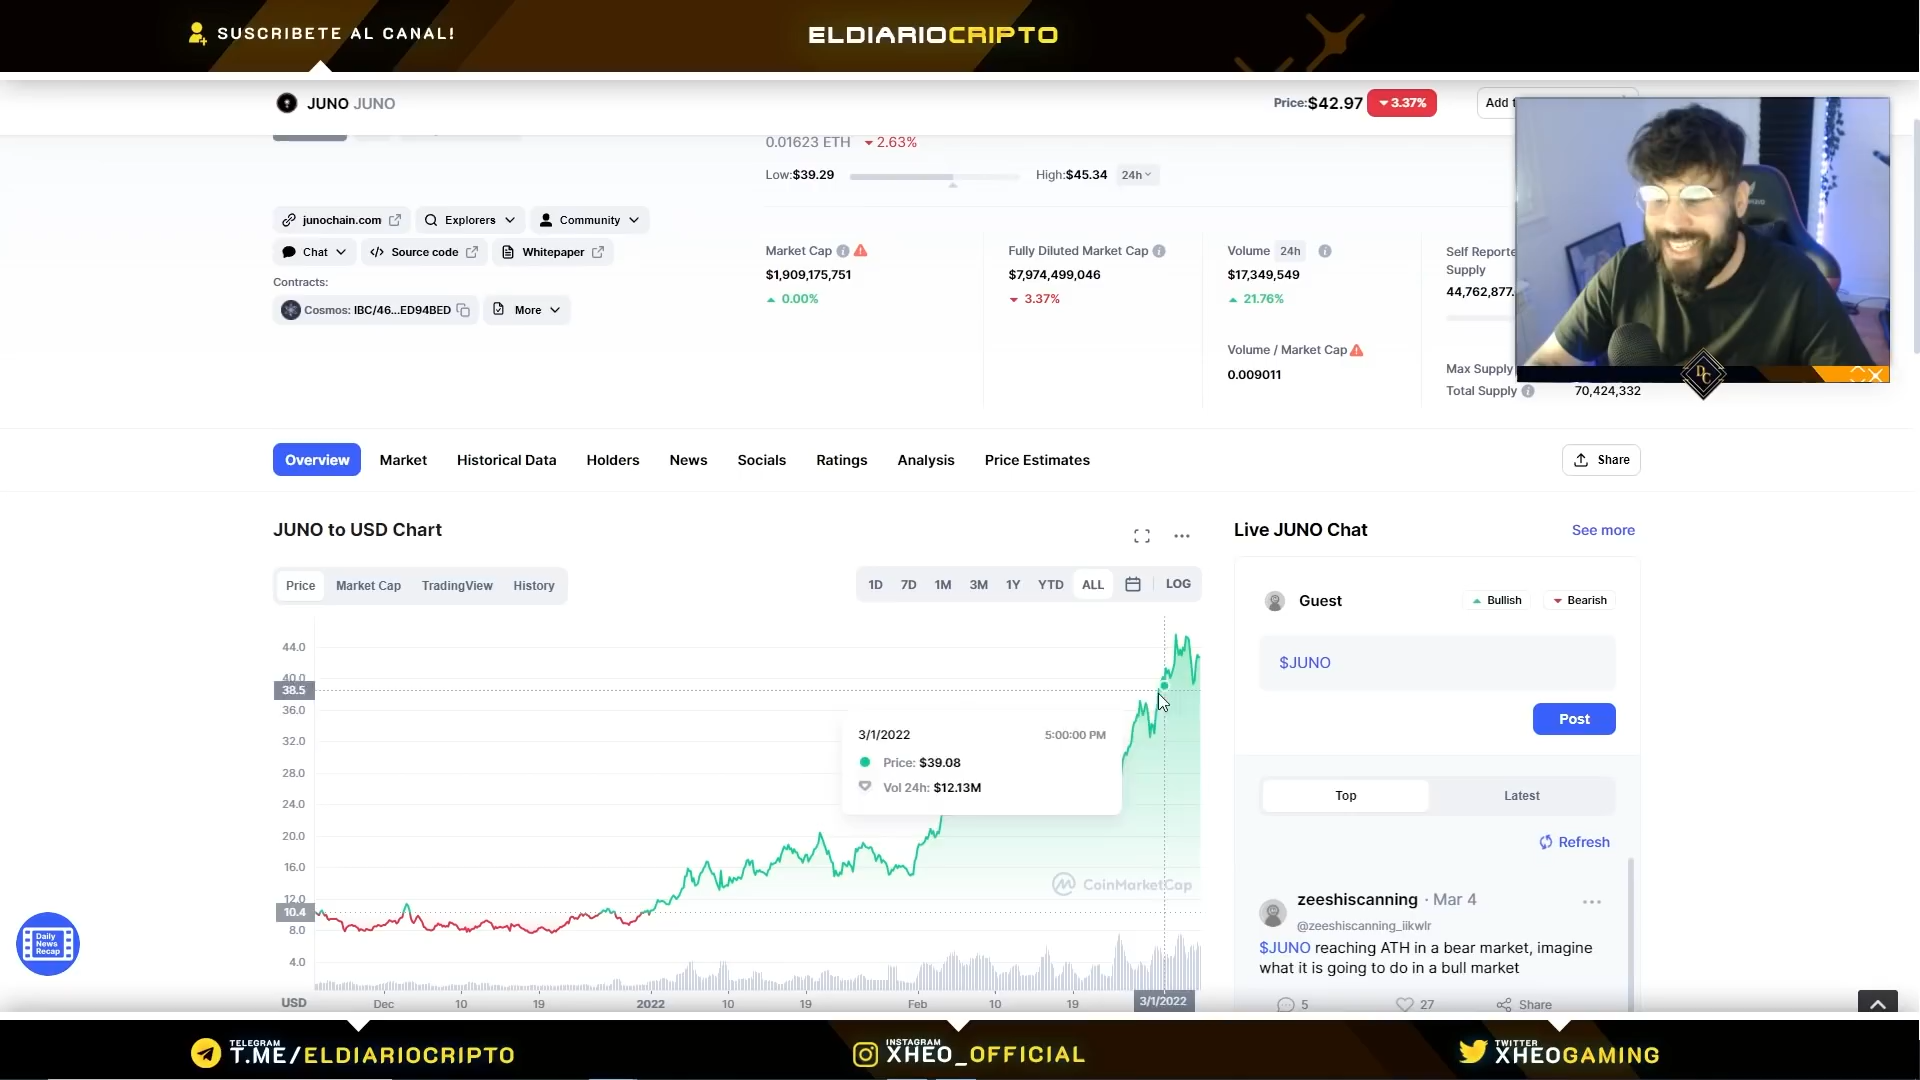 SUSCRIBETE AL CANAL!
ELDIARIOCRIPTO
JUNO JUNO
Price:$42.97 3.37%
Add t
0.01623 ETH 2.63%
Low:$39.29
High:$45.34
24h
junochain.com
Explorers
Community
Chat
Source code
Whitepaper
Contracts:
Cosmos: IBC/46...ED94BED
More
Market Cap
$1,909,175,751
0.00%
Fully Diluted Market Cap
$7,974,499,046
3.37%
Volume 24h
$17,349,549
21.76%
Volume / Market Cap
0.009011
Self Reporte
Supply
44,762,877.
Max Supply
Total Supply
70,424,332
DC
Overview
Market
Historical Data
Holders
News
Socials
Ratings
Analysis
Price Estimates
Share
JUNO to USD Chart
Price
Market Cap
TradingView
History
1D
7D
1M
3M
1Y
YTD
ALL
LOG
44.0
40.0
38.5
36.0
32.0
28.0
24.0
20.0
16.0
12.0
10.4
8.0
4.0
3/1/2022
5:00:00 PM
Price: $39.08
Vol 24h: $12.13M
CoinMarketCap
USD
Dec
10
19
2022
10
19
Feb
10
19
3/1/2022
Live JUNO Chat
See more
Guest
Bullish
Bearish
$JUNO
Post
Top
Latest
Refresh
zeeshiscanning · Mar 4
@zeeshiscanning_iikwlr
$JUNO reaching ATH in a bear market, imagine
what it is going to do in a bull market
5
27
Share
Daily
News
Recap
TELEGRAM
T.ME/ELDIARIOCRIPTO
INSTAGRAM
XHEO_OFFICIAL
TWITTER
XHEOGAMING